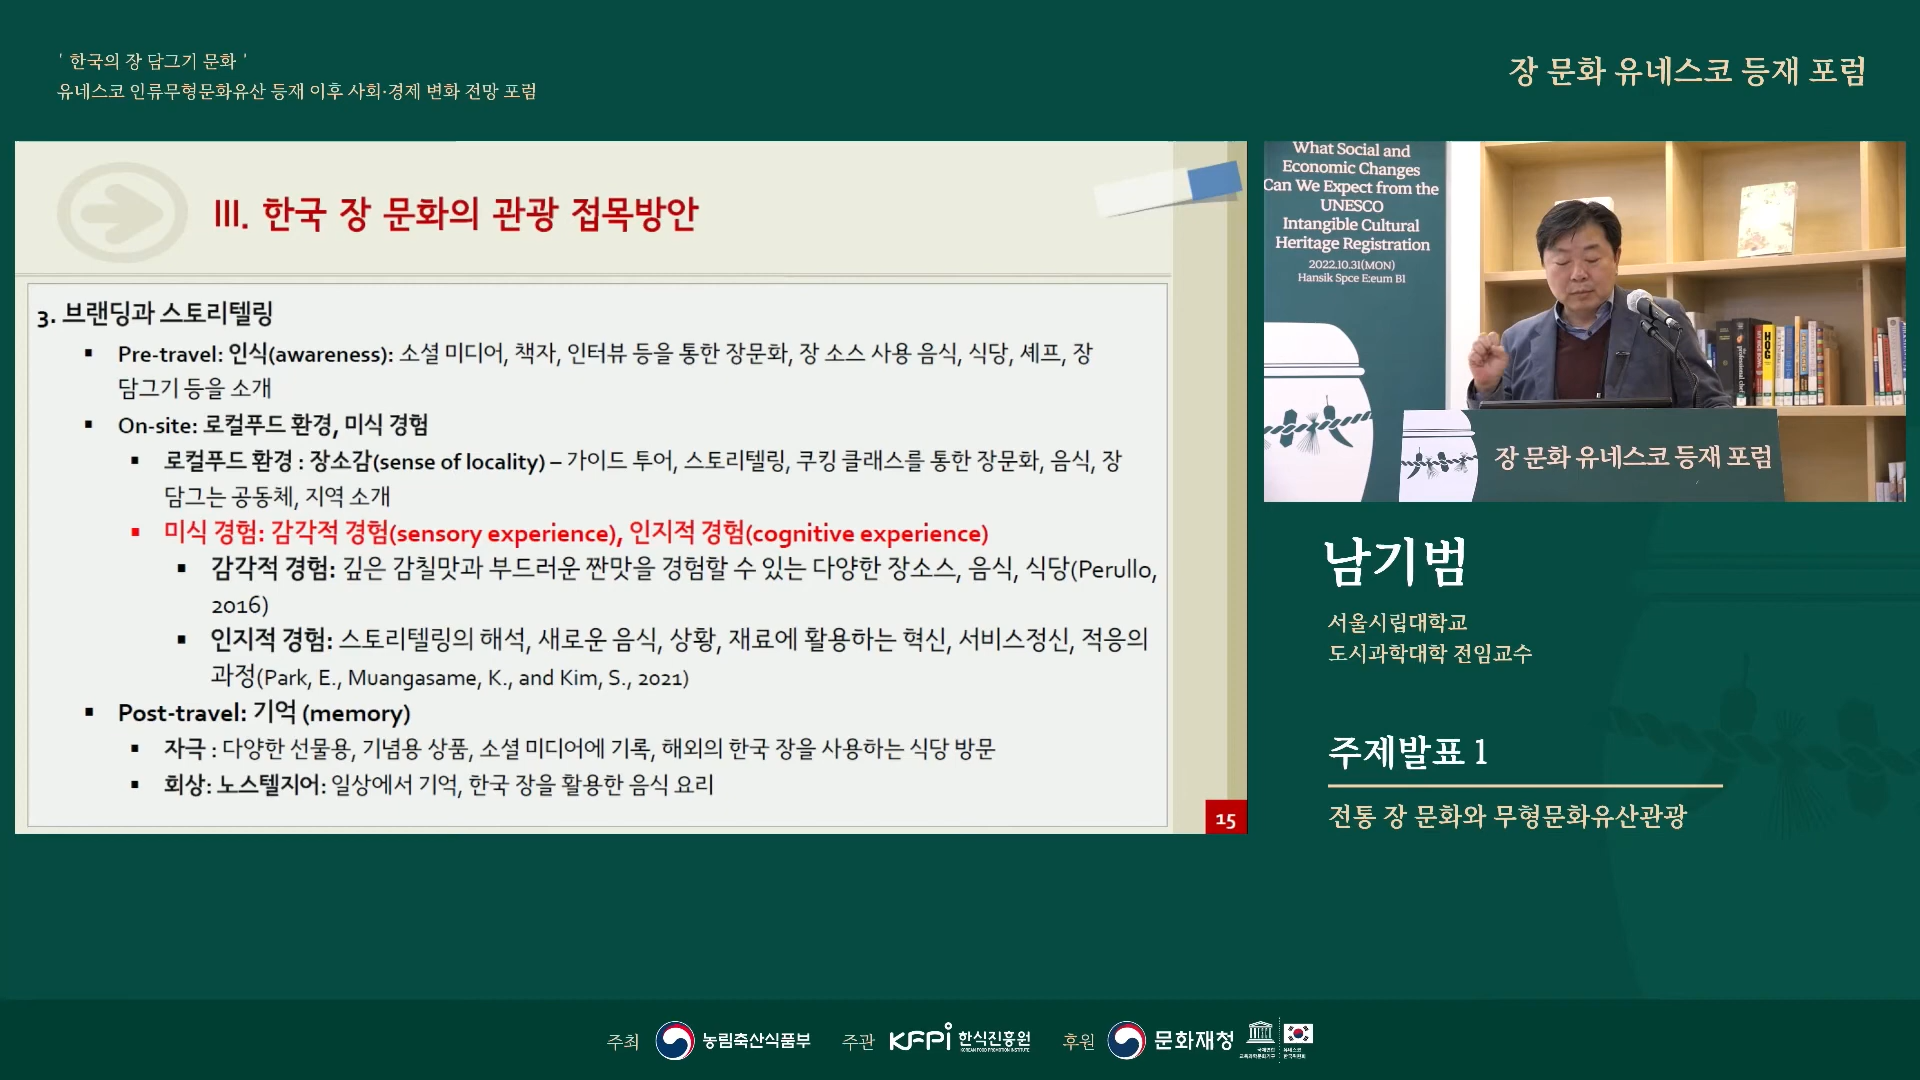 ' 한국의 장 담그기 문화 '
유네스코 인류무형문화유산 등재 이후 사회·경제 변화 전망 포럼
장 문화 유네스코 등재 포럼
III. 한국 장 문화의 관광 접목방안
3. 브랜딩과 스토리텔링
▪ Pre-travel: 인식(awareness): 소셜 미디어, 책자, 인터뷰 등을 통한 장문화, 장 소스 사용 음식, 식당, 셰프, 장
담그기 등을 소개
▪ On-site: 로컬푸드 환경, 미식 경험
▪ 로컬푸드 환경 : 장소감(sense of locality) – 가이드 투어, 스토리텔링, 쿠킹 클래스를 통한 장문화, 음식, 장
담그는 공동체, 지역 소개
▪ 미식 경험: 감각적 경험(sensory experience), 인지적 경험(cognitive experience)
▪ 감각적 경험: 깊은 감칠맛과 부드러운 짠맛을 경험할 수 있는 다양한 장소스, 음식, 식당(Perullo,
2016)
▪ 인지적 경험: 스토리텔링의 해석, 새로운 음식, 상황, 재료에 활용하는 혁신, 서비스정신, 적응의
과정(Park, E., Muangasame, K., and Kim, S., 2021)
▪ Post-travel: 기억 (memory)
▪ 자극 : 다양한 선물용, 기념용 상품, 소셜 미디어에 기록, 해외의 한국 장을 사용하는 식당 방문
▪ 회상: 노스텔지어: 일상에서 기억, 한국 장을 활용한 음식 요리
15
What Social and
Economic Changes
Can We Expect from the
UNESCO
Intangible Cultural
Heritage Registration
2022.10.31(MON)
Hansik Spce E:eum B1
HOG
장 문화 유네스코 등재 포럼
남기범
서울시립대학교
도시과학대학 전임교수
주제발표 1
전통 장 문화와 무형문화유산관광
주최 농림축산식품부 주관 KFPi 한식진흥원 후원 문화재청